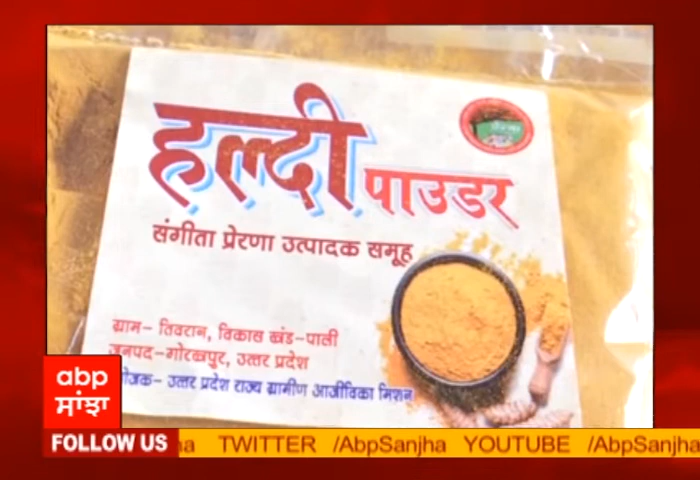 हल्दी पाउडर
संगीता प्रेरणा उत्पादक समूह
ग्राम- तिवरान, विकास खंड-पाली
जनपद-गोरखपुर, उत्तर प्रदेश
उत्तर प्रदेश राज्य ग्रामीण आजीविका मिशन
abp
ਸਾਂਝਾ
FOLLOW US
TWITTER /AbpSanjha YOUTUBE /AbpSanjha